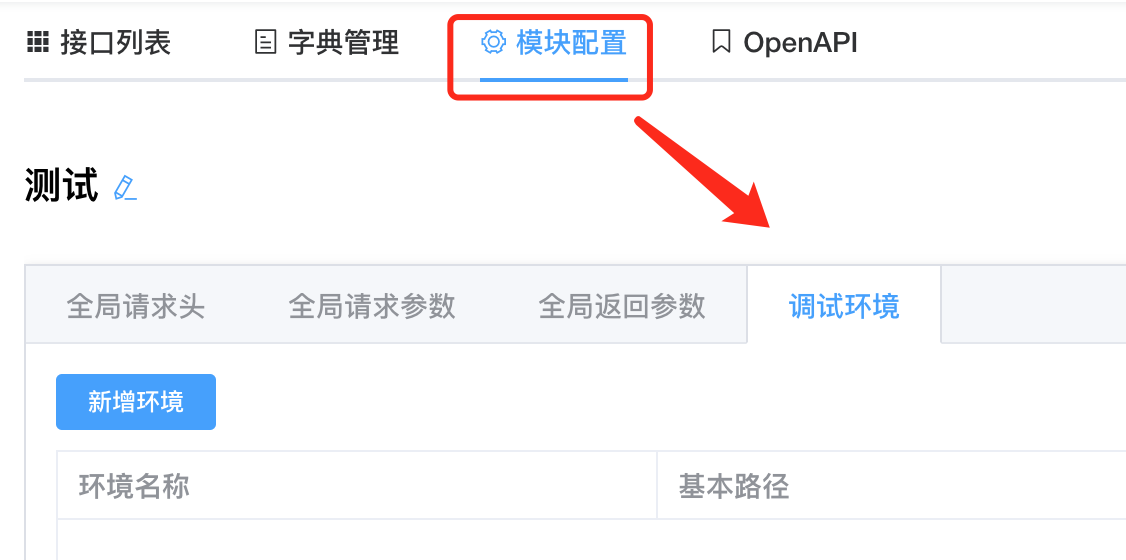 接口列表 字典管理 模块配置 OpenAPI
测试
全局请求头 全局请求参数 全局返回参数 调试环境
新增环境
环境名称 基本路径